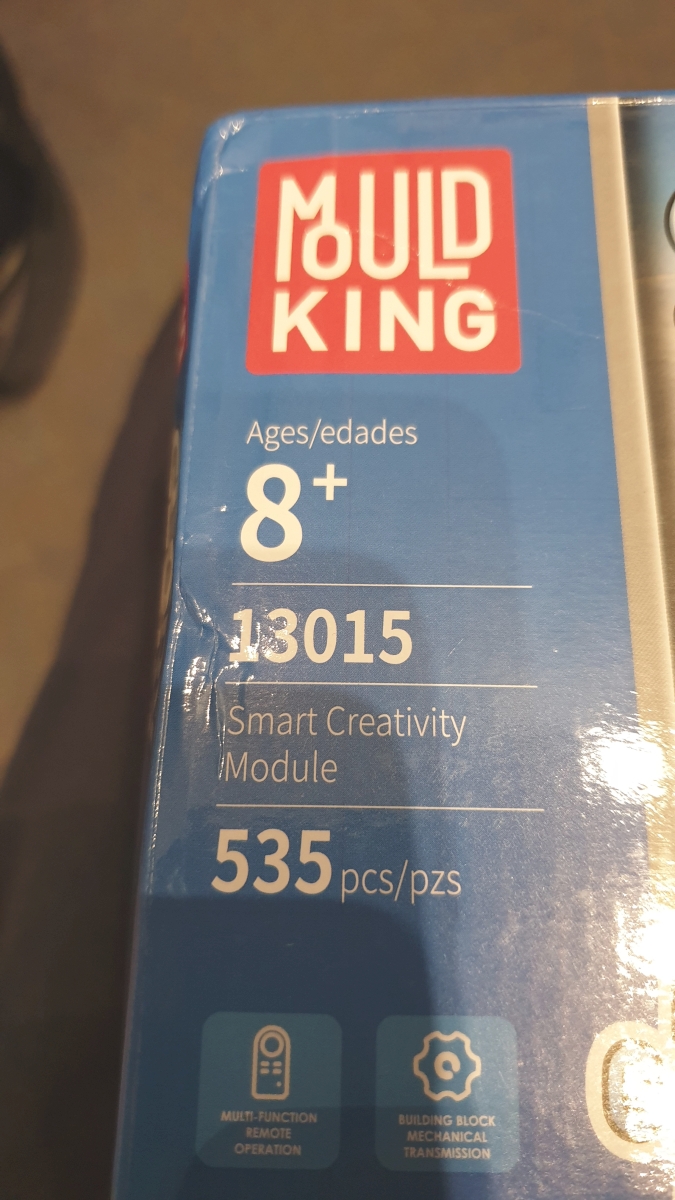 MOULD
KING
Ages/edades
8+
13015
Smart Creativity
Module
535 pcs/pzs
MULTI-FUNCTION
REMOTE
OPERATION
BUILDING BLOCK
MECHANICAL
TRANSMISSION